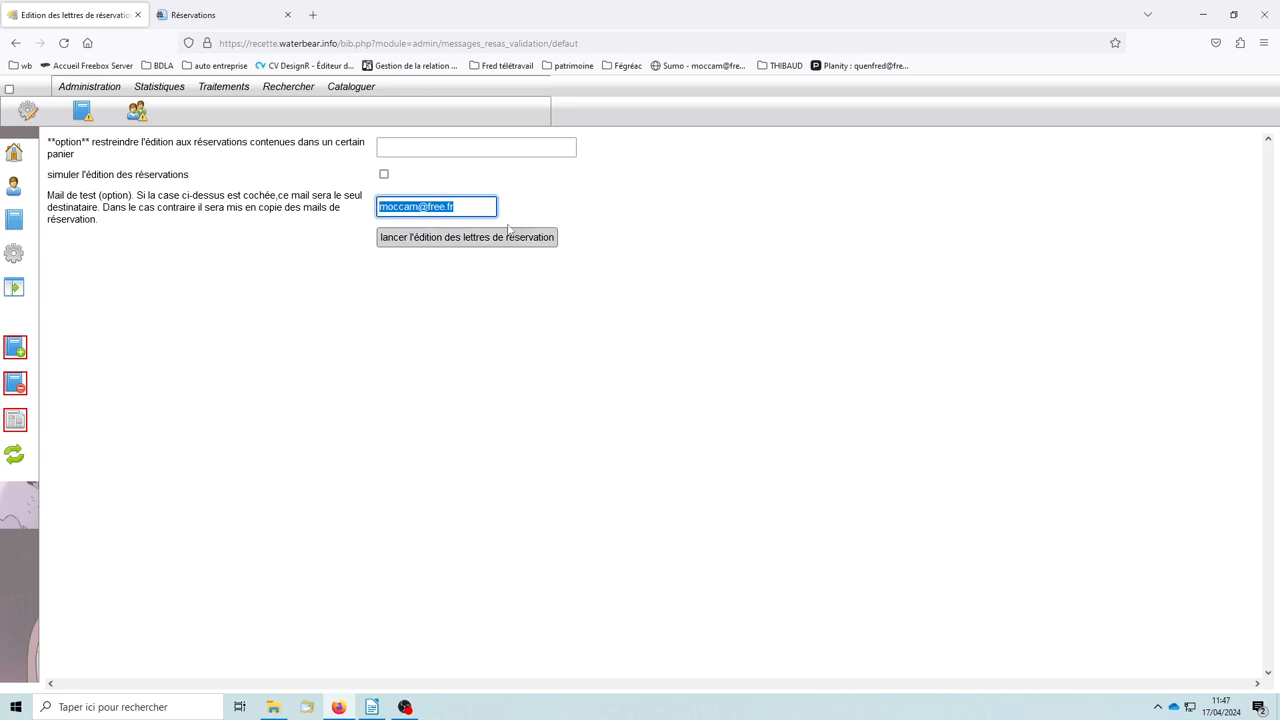 Edition des lettres de réservatio
Réservations
https://recette.waterbear.info/bib.php?module=admin/messages_resas_validation/defaut
wb
Accueil Freebox Server
BDLA
auto entreprise
CV DesignR - Éditeur d...
Gestion de la relation ...
Fred télétravail
patrimoine
Fégréac
Sumo - moccam@fre...
THIBAUD
Planity : quenfred@fre...
Administration Statistiques Traitements Rechercher Cataloguer
**option** restreindre l'édition aux réservations contenues dans un certain
panier
simuler l'édition des réservations
Mail de test (option). Si la case ci-dessus est cochée,ce mail sera le seul
destinataire. Dans le cas contraire il sera mis en copie des mails de
réservation.
moccam@free.fr
lancer l'édition des lettres de réservation
Taper ici pour rechercher
11:47
17/04/2024
2